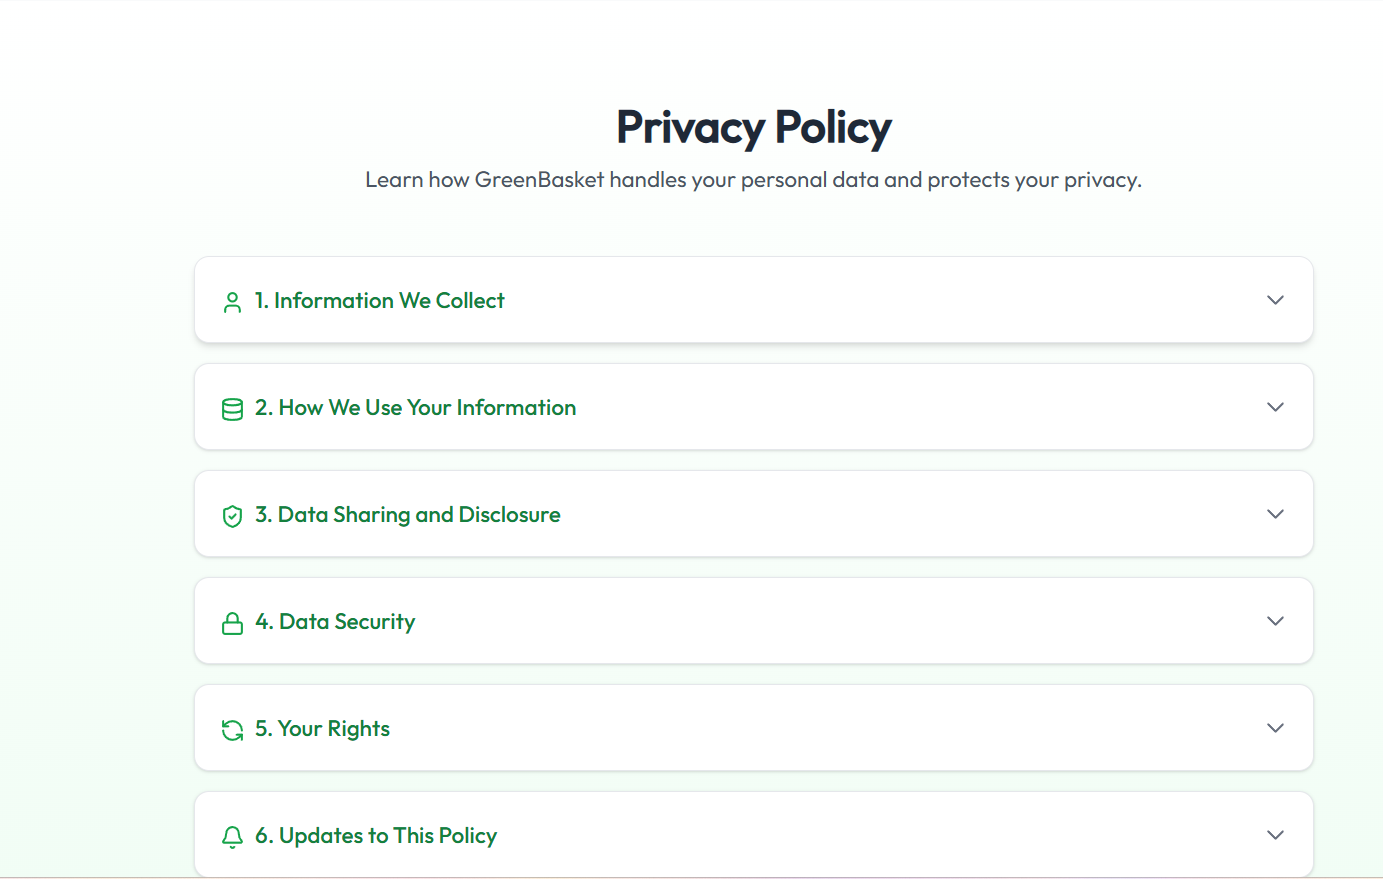 Privacy Policy
Learn how GreenBasket handles your personal data and protects your privacy.
1. Information We Collect
2. How We Use Your Information
3. Data Sharing and Disclosure
4. Data Security
5. Your Rights
6. Updates to This Policy